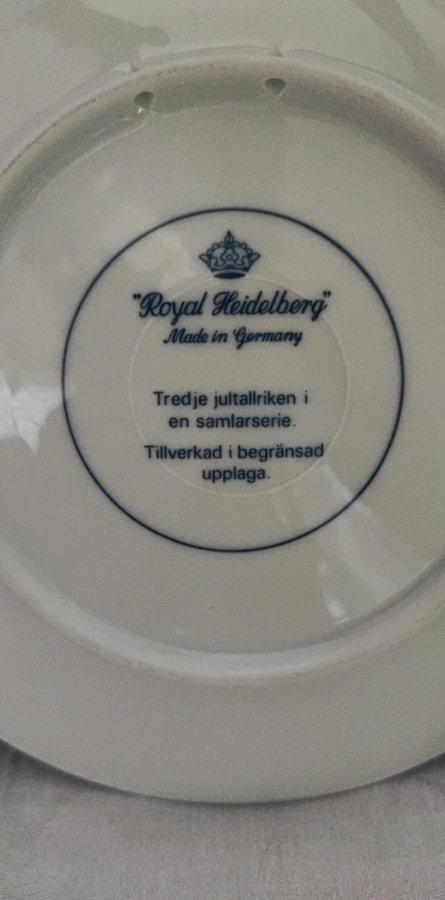 "Royal Heidelberg"
Made in Germany
Tredje jultallriken i
en samlarserie.
Tillverkad i begränsad
upplaga.